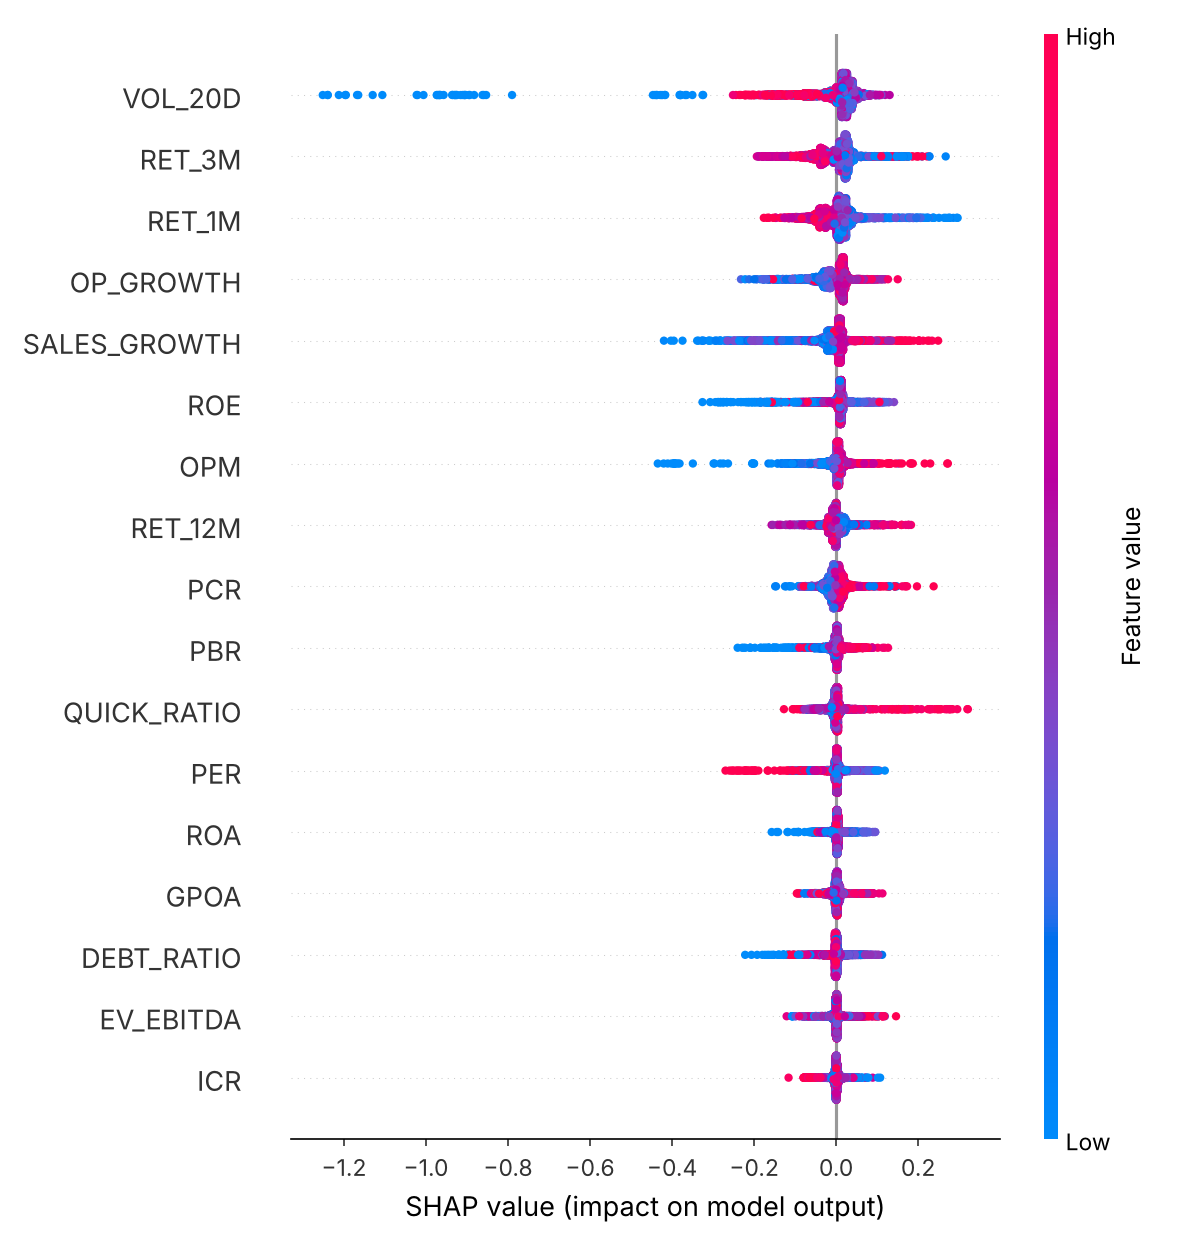 High
VOL_20D
RET_3M
RET_1M
OP_GROWTH
SALES_GROWTH
ROE
OPM
RET_12M
PCR
PBR
QUICK_RATIO
PER
ROA
GPOA
DEBT_RATIO
EV_EBITDA
ICR
Feature value
Low
−1.2 −1.0 −0.8 −0.6 −0.4 −0.2 0.0 0.2
SHAP value (impact on model output)